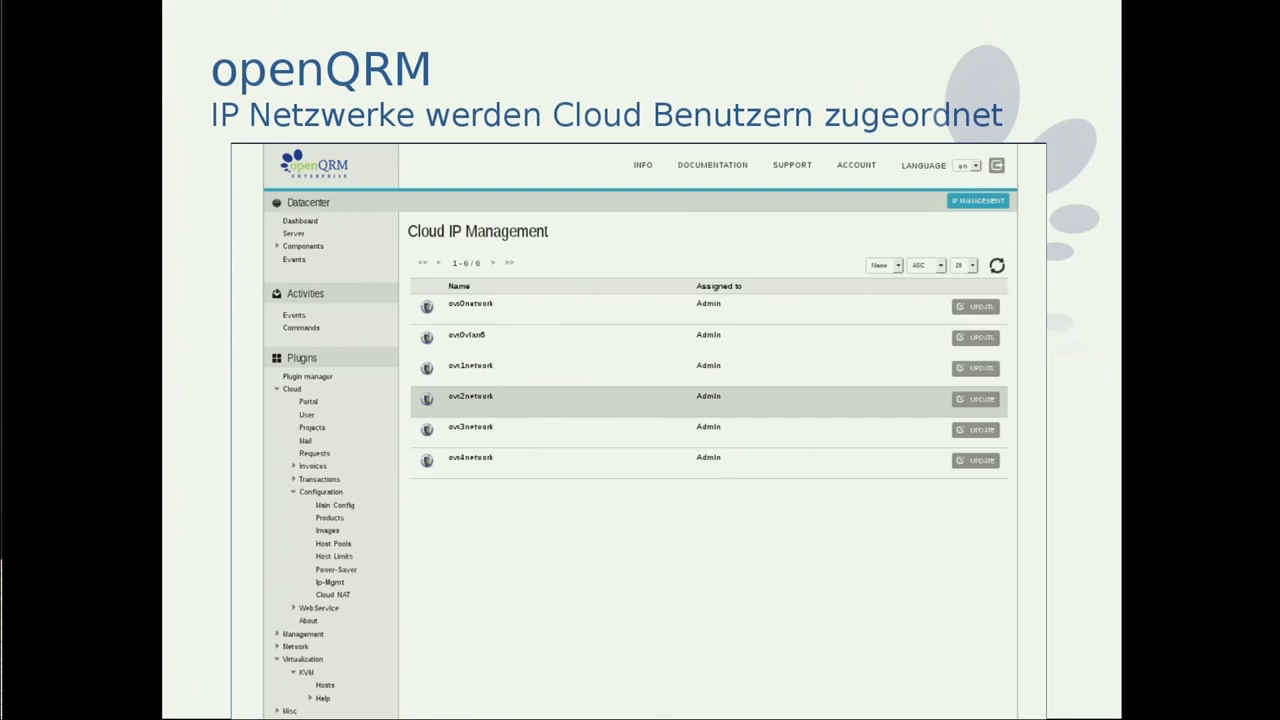 openQRM
IP Netzwerke werden Cloud Benutzern zugeordnet
openQRM
ENTERPRISE
INFO DOCUMENTATION SUPPORT ACCOUNT LANGUAGE en
Datacenter
IP MANAGEMENT
Dashboard
Server
Components
Events
Activities
Events
Commands
Plugins
Plugin manager
Cloud
Portal
User
Projects
Mail
Requests
Invoices
Transactions
Configuration
Main Config
Products
Images
Host Pools
Host Limits
Power-Saver
Ip-Mgmt
Cloud NAT
WebService
About
Management
Network
Virtualization
KVM
Hosts
Help
Misc
Cloud IP Management
<< < 1 - 6 / 6 > >> Name ASC 20
Name Assigned to
ovs0network Admin UPDATE
ovs0vlan6 Admin UPDATE
ovs1network Admin UPDATE
ovs2network Admin UPDATE
ovs3network Admin UPDATE
ovs4network Admin UPDATE